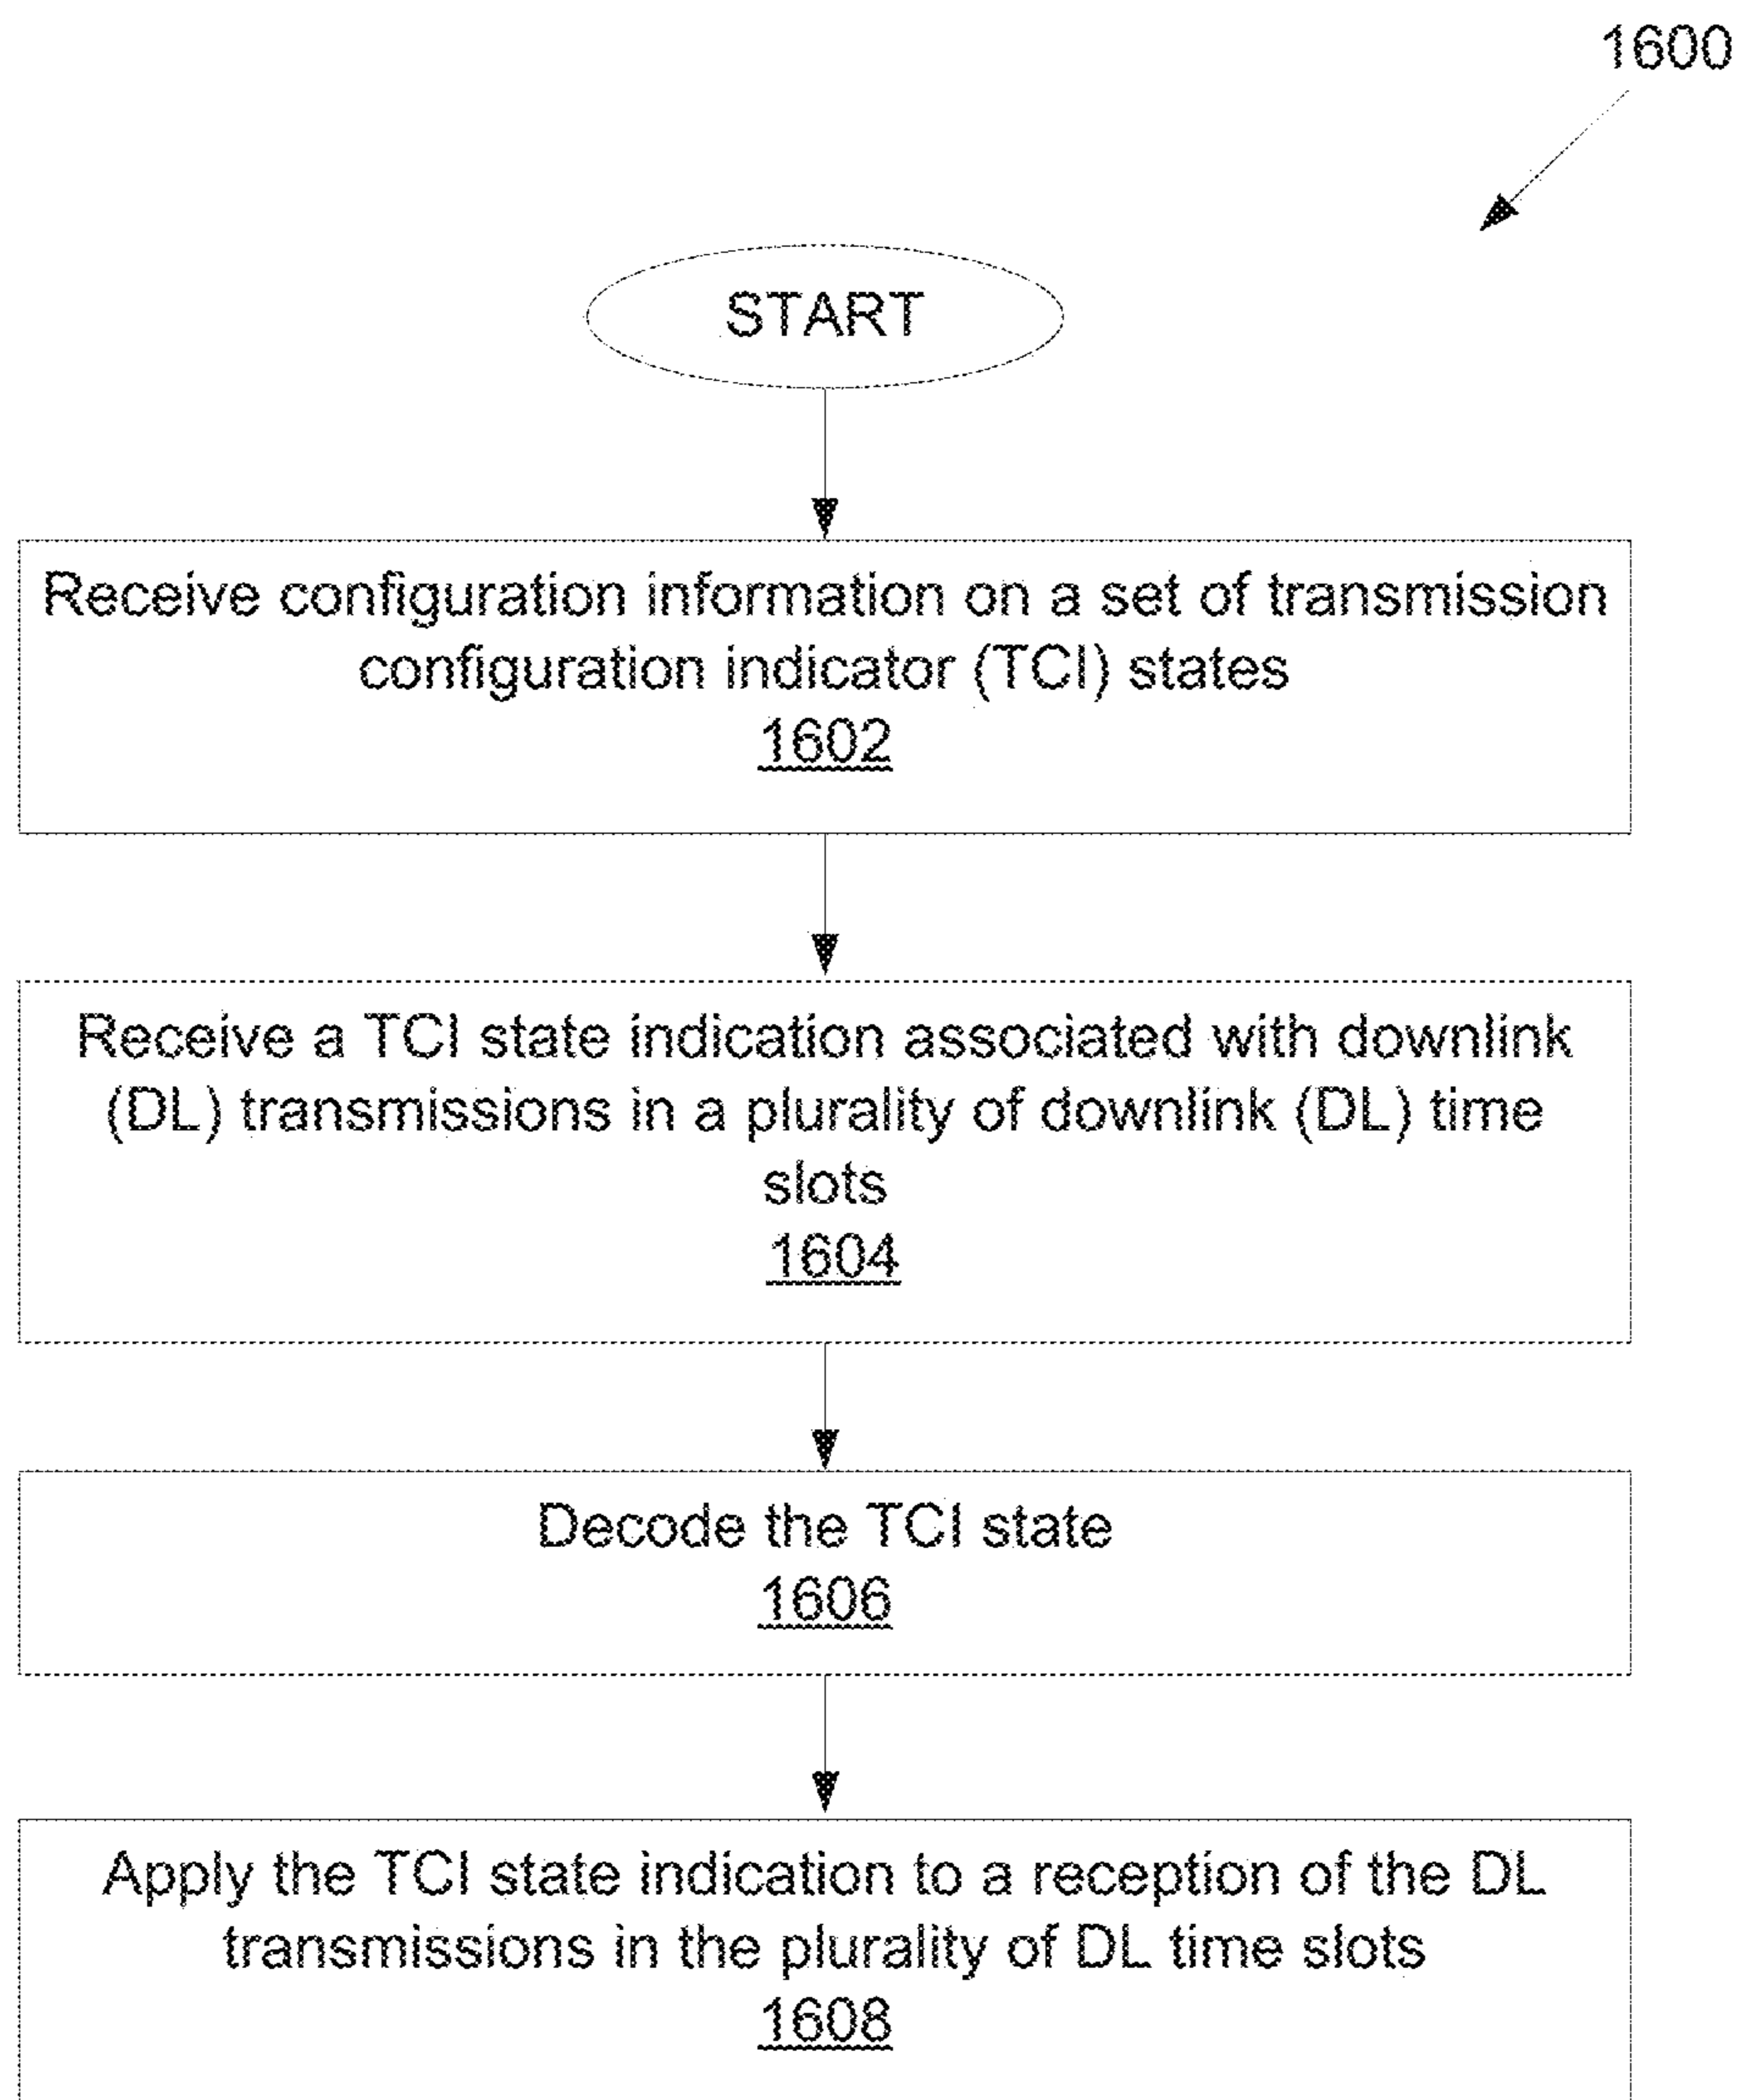 1600
START
Receive configuration information on a set of transmission
configuration indicator (TCI) states
1602
Receive a TCI state indication associated with downlink
(DL) transmissions in a plurality of downlink (DL) time
slots
1604
Decode the TCI state
1606
Apply the TCI state indication to a reception of the DL
transmissions in the plurality of DL time slots
1608